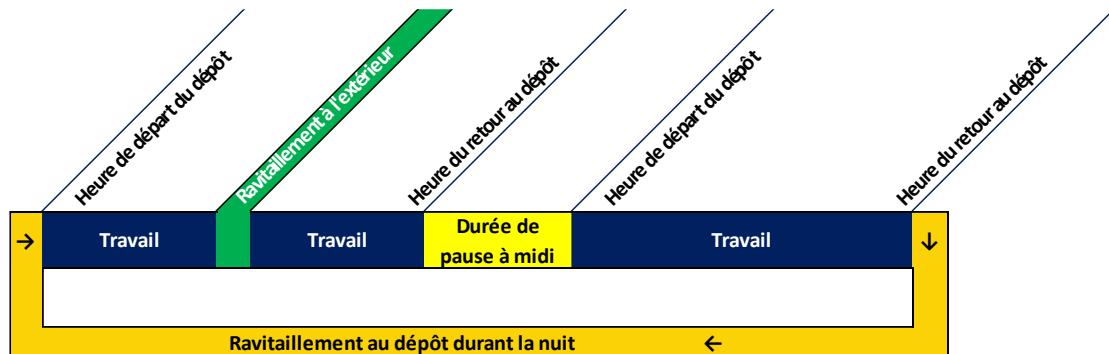 Heure de départ du dépôt
Ravitaillement à l'extérieur
Heure du retour au dépôt
Heure de départ du dépôt
Heure du retour au dépôt
→
Travail
Travail
Durée de
pause à midi
Travail
↓
Ravitaillement au dépôt durant la nuit ←